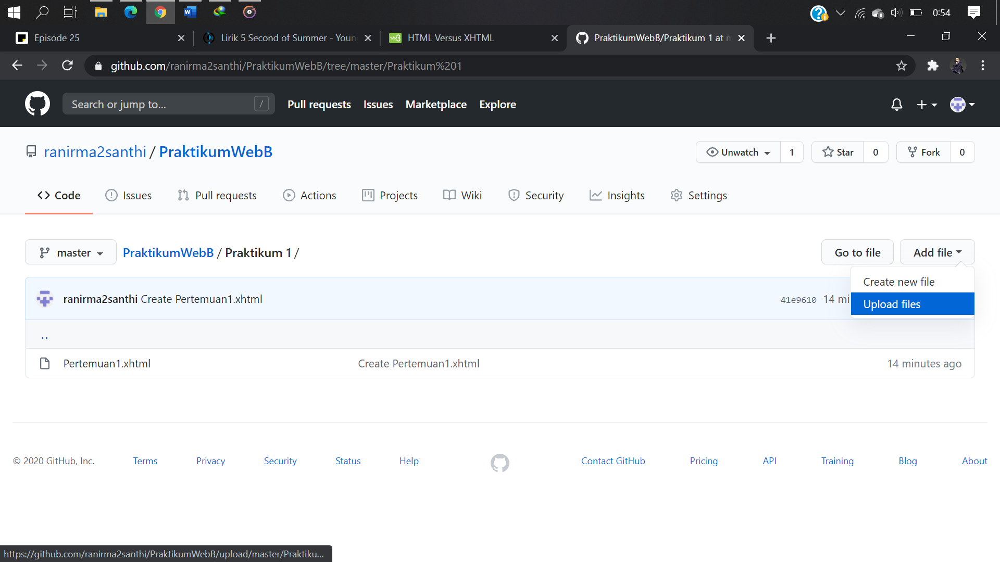 0:54
Episode 25
Lirik 5 Second of Summer - Youn
HTML Versus XHTML
PraktikumWebB/Praktikum 1 at m
github.com/ranirma2santhi/PraktikumWebB/tree/master/Praktikum%201
Search or jump to...
/
Pull requests
Issues
Marketplace
Explore
ranirma2santhi / PraktikumWebB
Unwatch
1
Star
0
Fork
0
Code
Issues
Pull requests
Actions
Projects
Wiki
Security
Insights
Settings
master
PraktikumWebB / Praktikum 1 /
Go to file
Add file
Create new file
Upload files
ranirma2santhi Create Pertemuan1.xhtml
41e9610
14 mi
..
Pertemuan1.xhtml
Create Pertemuan1.xhtml
14 minutes ago
© 2020 GitHub, Inc.
Terms
Privacy
Security
Status
Help
Contact GitHub
Pricing
API
Training
Blog
About
https://github.com/ranirma2santhi/PraktikumWebB/upload/master/Praktiku...